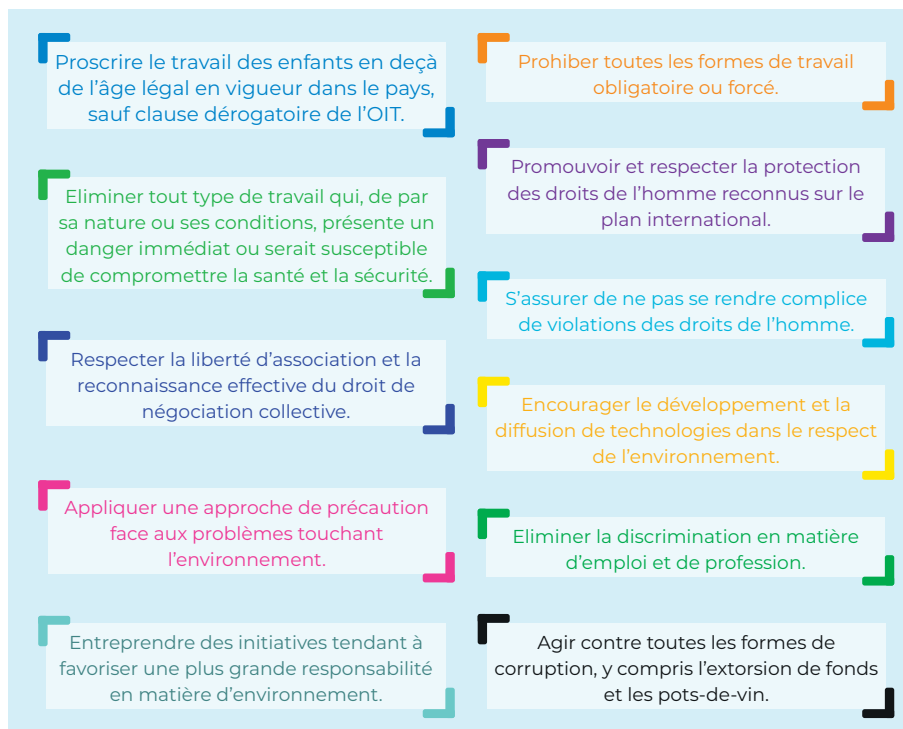 Proscrire le travail des enfants en deçà
de l’âge légal en vigueur dans le pays,
sauf clause dérogatoire de l’OIT.
Eliminer tout type de travail qui, de par
sa nature ou ses conditions, présente un
danger immédiat ou serait susceptible
de compromettre la santé et la sécurité.
Respecter la liberté d’association et la
reconnaissance effective du droit de
négociation collective.
Appliquer une approche de précaution
face aux problèmes touchant
l’environnement.
Entreprendre des initiatives tendant à
favoriser une plus grande responsabilité
en matière d’environnement.
Prohiber toutes les formes de travail
obligatoire ou forcé.
Promouvoir et respecter la protection
des droits de l’homme reconnus sur le
plan international.
S’assurer de ne pas se rendre complice
de violations des droits de l’homme.
Encourager le développement et la
diffusion de technologies dans le respect
de l’environnement.
Eliminer la discrimination en matière
d’emploi et de profession.
Agir contre toutes les formes de
corruption, y compris l’extorsion de fonds
et les pots-de-vin.